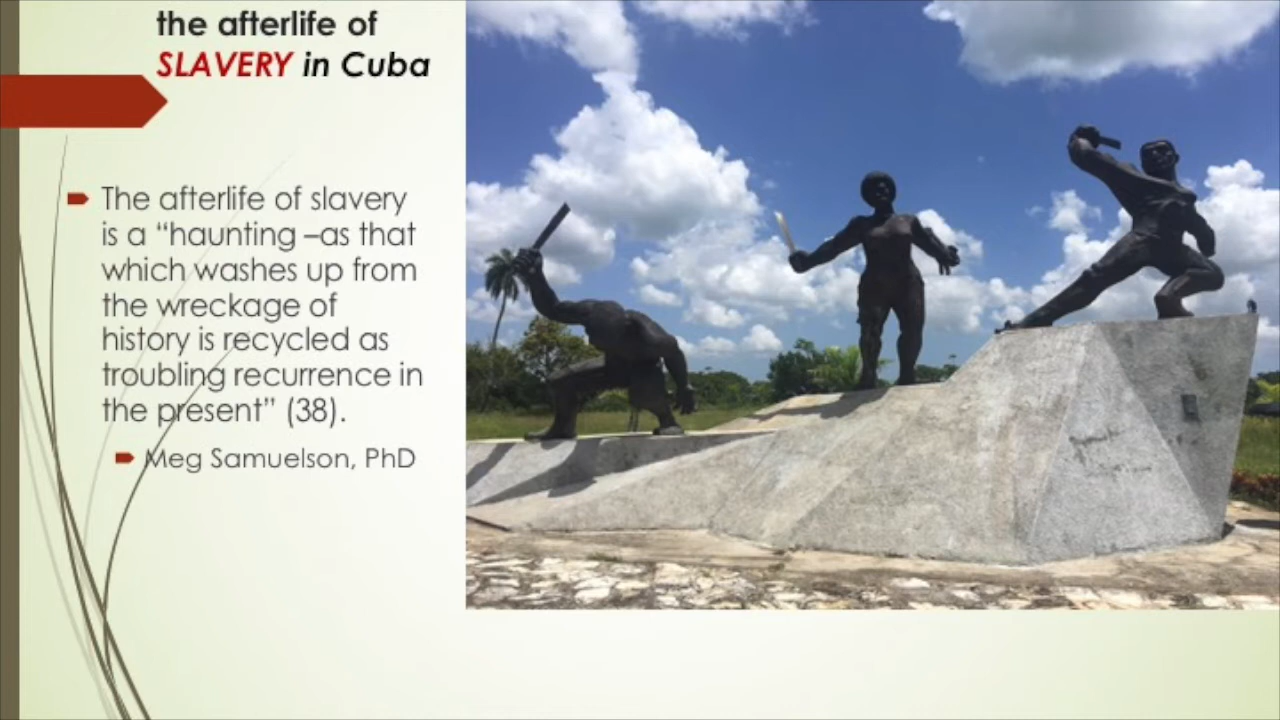 the afterlife of
SLAVERY in Cuba
The afterlife of slavery
is a “haunting –as that
which washes up from
the wreckage of
history is recycled as
troubling recurrence in
the present” (38).
Meg Samuelson, PhD